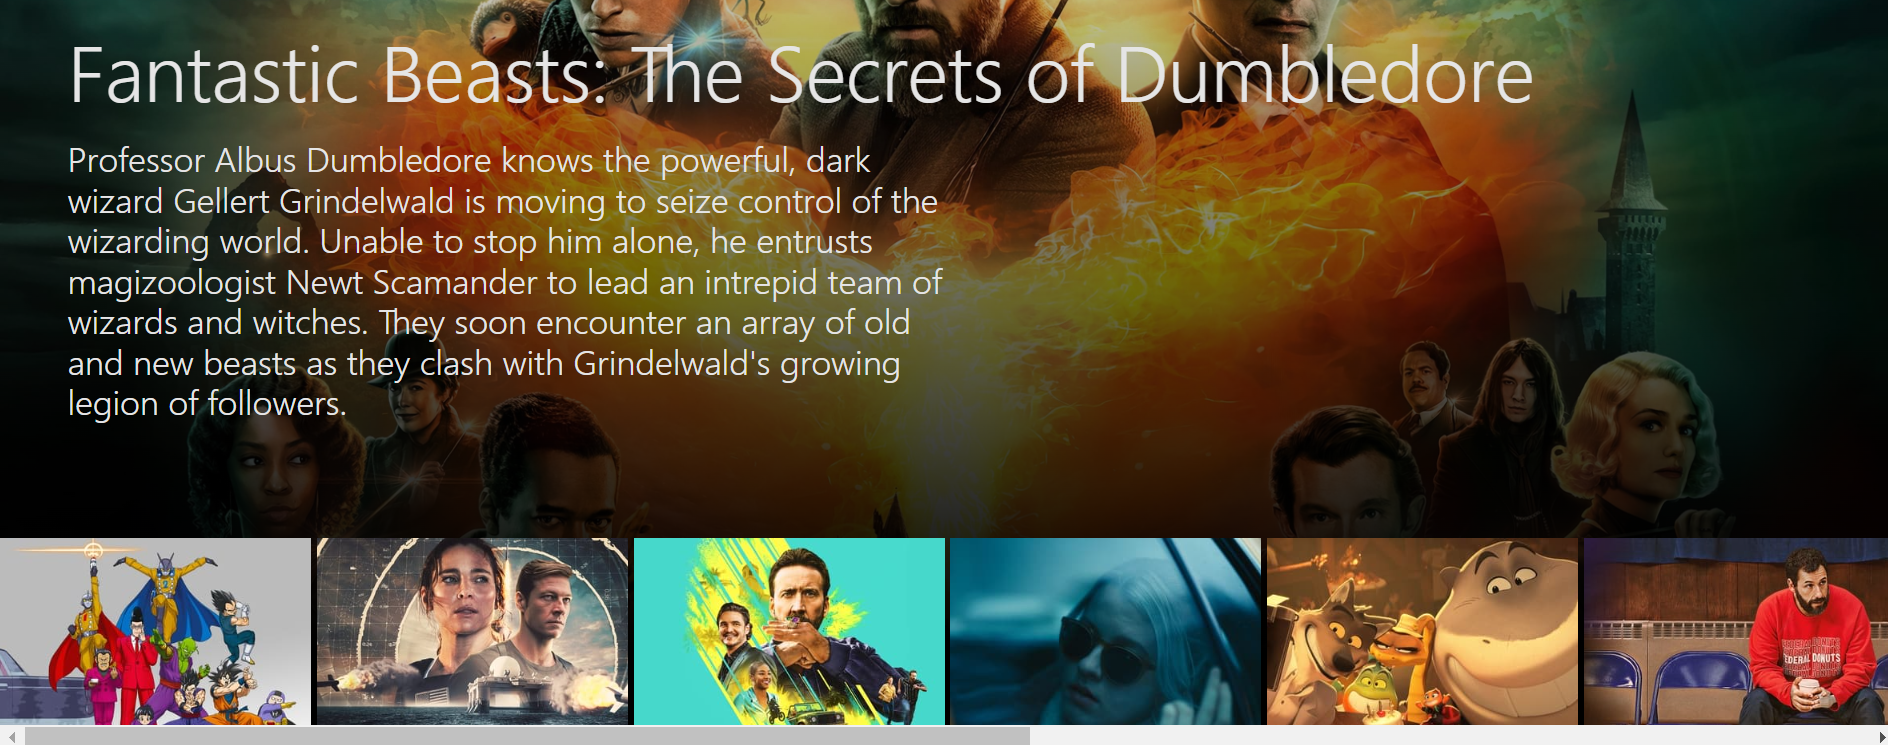 Fantastic Beasts: The Secrets of Dumbledore
Professor Albus Dumbledore knows the powerful, dark
wizard Gellert Grindelwald is moving to seize control of the
wizarding world. Unable to stop him alone, he entrusts
magizoologist Newt Scamander to lead an intrepid team of
wizards and witches. They soon encounter an array of old
and new beasts as they clash with Grindelwald's growing
legion of followers.
FEDERAL DONUTS